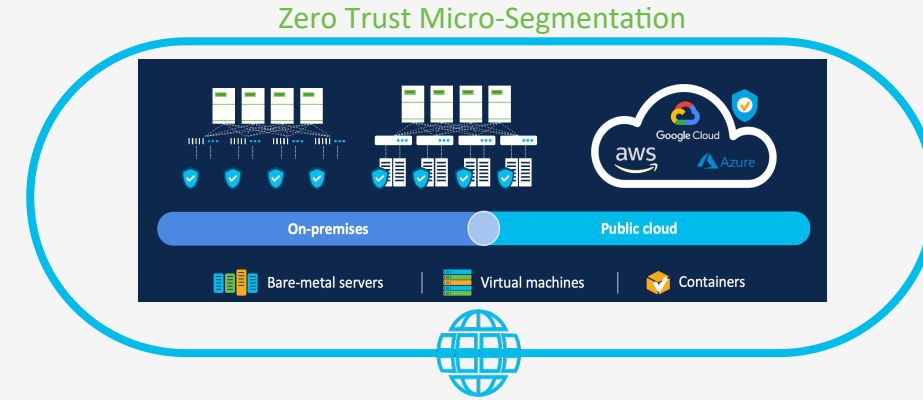 Zero Trust Micro-Segmentation
Google Cloud
aws
Azure
On-premises
Public cloud
Bare-metal servers
Virtual machines
Containers